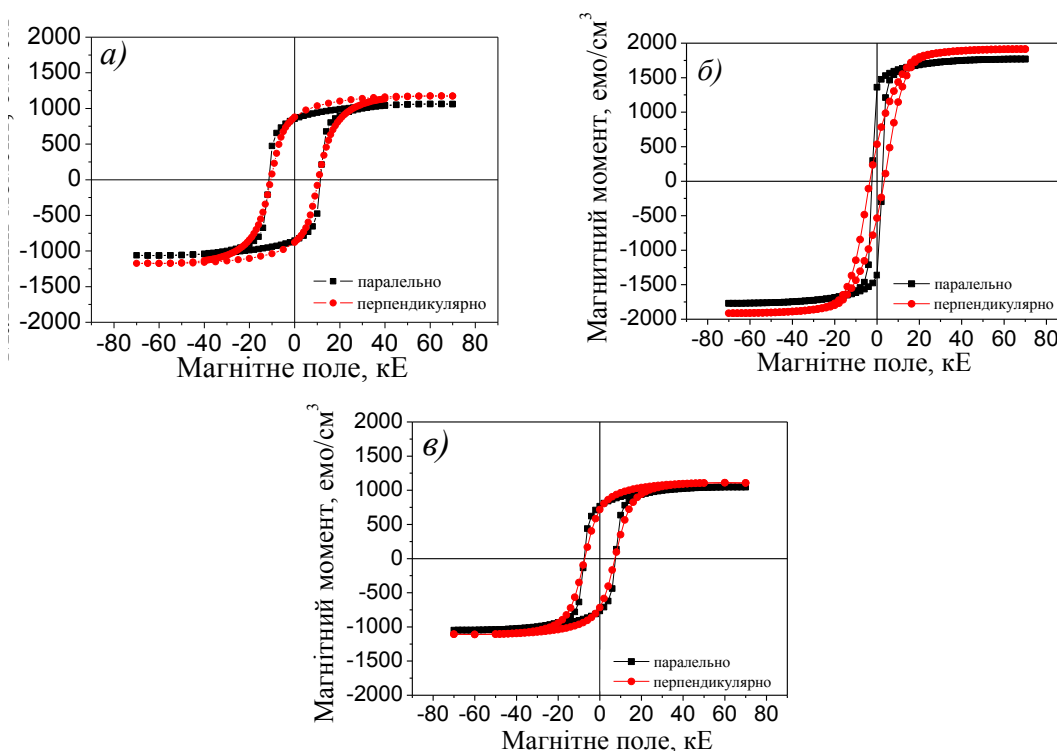 а)
2000
1500
1000
500
0
-500
-1000
-1500
-2000
паралельно
перпендикулярно
-80 -60 -40 -20 0 20 40 60 80
Магнітне поле, кЕ
б)
Магнитний момент, емо/см³
2000
1500
1000
500
0
-500
-1000
-1500
-2000
паралельно
перпендикулярно
-80 -60 -40 -20 0 20 40 60 80
Магнітне поле, кЕ
в)
Магнітний момент, емо/см³
2000
1500
1000
500
0
-500
-1000
-1500
-2000
паралельно
перпендикулярно
-80 -60 -40 -20 0 20 40 60 80
Магнітне поле, кЕ